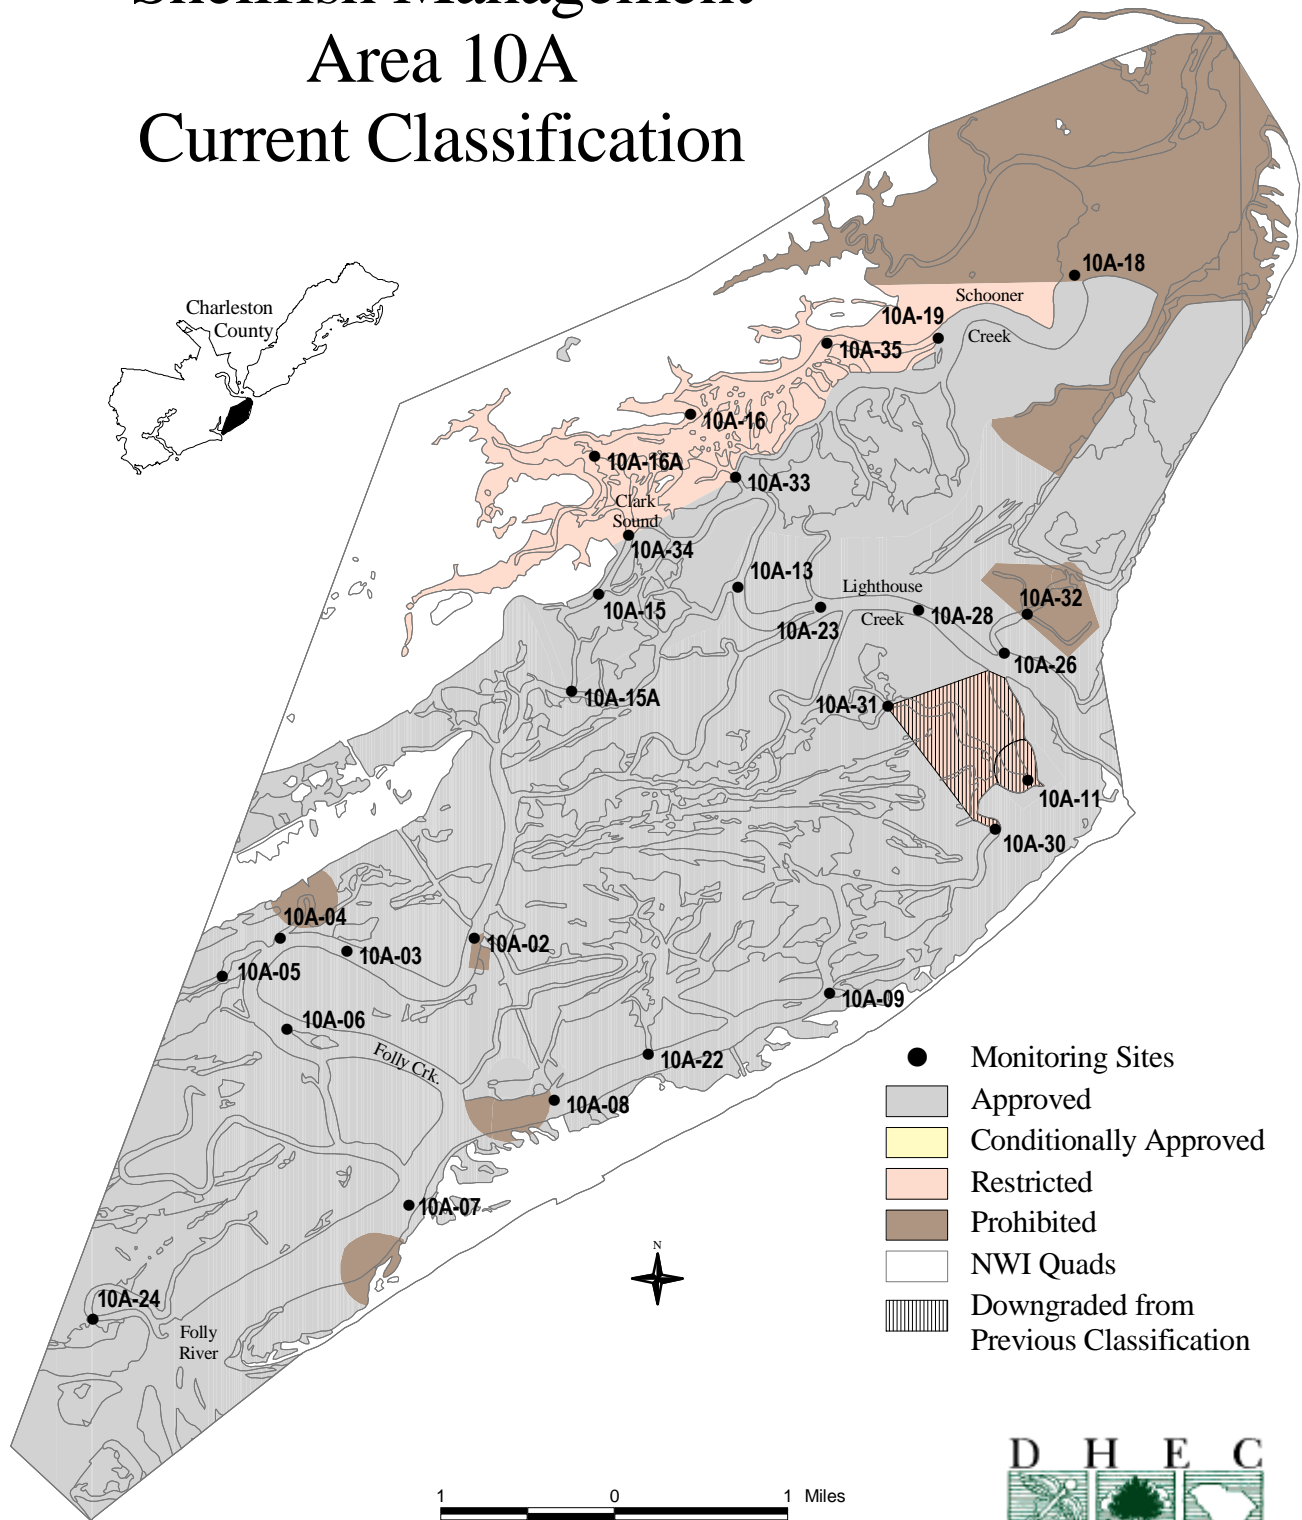 Shellfish Management
Area 10A
Current Classification
Charleston
County
10A-18
Schooner
10A-19
Creek
10A-35
10A-16
10A-16A
10A-33
Clark
Sound
10A-34
10A-13
Lighthouse
10A-32
10A-15
Creek
10A-28
10A-23
10A-26
10A-15A
10A-31
10A-11
10A-30
10A-04
10A-02
10A-03
10A-05
10A-09
10A-06
Folly Crk.
10A-22
10A-08
10A-07
10A-24
Folly
River
Monitoring Sites
Approved
Conditionally Approved
Restricted
Prohibited
NWI Quads
Downgraded from
Previous Classification
N
1 0 1 Miles
D H E C